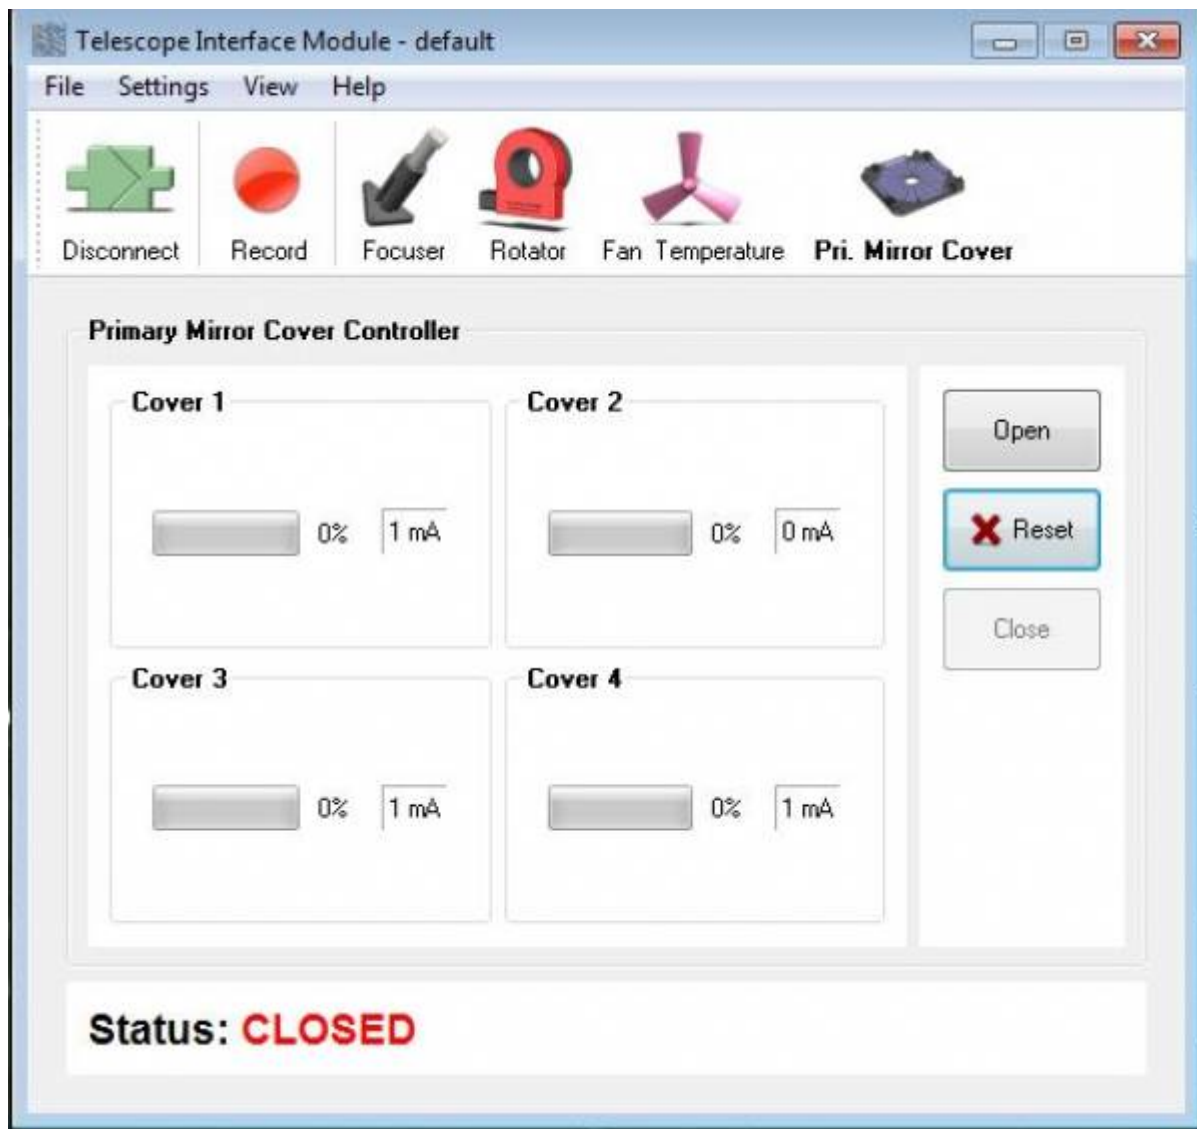 Telescope Interface Module - default
File Settings View Help
Disconnect Record Focuser Rotator Fan Temperature Pri. Mirror Cover
Primary Mirror Cover Controller
Cover 1
0% 1 mA
Cover 2
0% 0 mA
Cover 3
0% 1 mA
Cover 4
0% 1 mA
Open
Reset
Close
Status: CLOSED